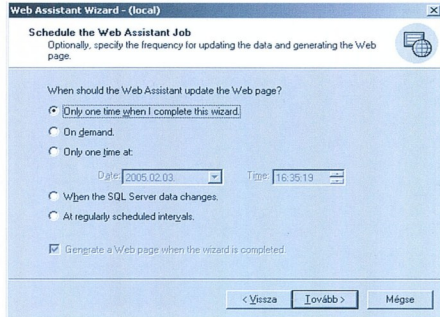 Web Assistant Wizard - (local)
Schedule the Web Assistant Job
Optionally, specify the frequency for updating the data and generating the Web
page.
When should the Web Assistant update the Web page?
Only one time when I complete this wizard.
On demand.
Only one time at:
Date: 2005.02.03. Time: 16:35:19
When the SQL Server data changes.
At regularly scheduled intervals.
Generate a Web page when the wizard is completed.
< Vissza Tovább > Mégse